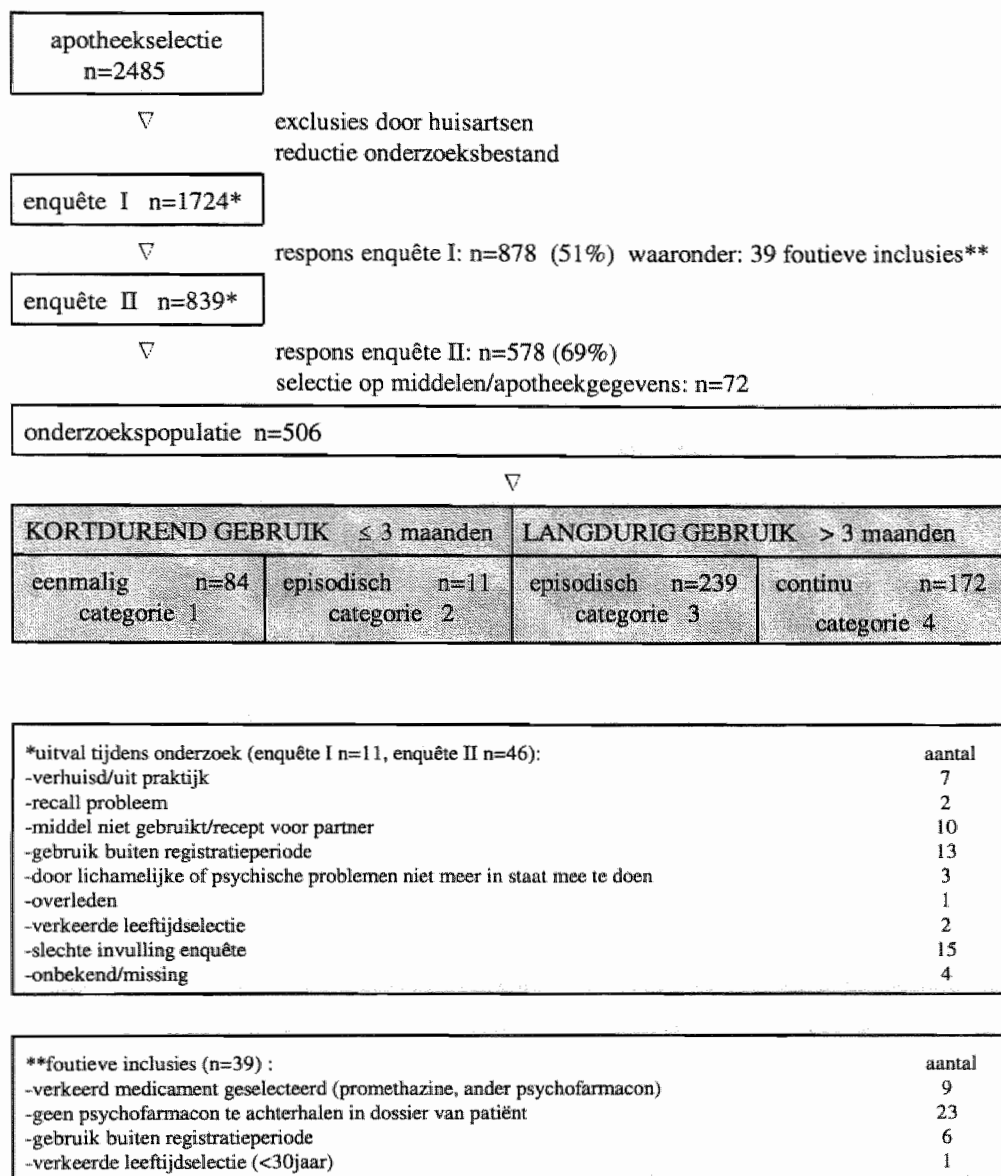 apotheekselectie
n=2485
∇ exclusies door huisartsen
reductie onderzoeksbestand
enquête I n=1724*
∇ respons enquête I: n=878 (51%) waaronder: 39 foutieve inclusies**
enquête II n=839*
∇ respons enquête II: n=578 (69%)
selectie op middelen/apotheekgegevens: n=72
onderzoekspopulatie n=506
∇
KORTDUREND GEBRUIK ≤ 3 maanden LANGDURIG GEBRUIK > 3 maanden
eenmalig n=84 episodisch n=11 episodisch n=239 continu n=172
categorie 1 categorie 2 categorie 3 categorie 4
*uitval tijdens onderzoek (enquête I n=11, enquête II n=46): aantal
-verhuisd/uit praktijk 7
-recall probleem 2
-middel niet gebruikt/recept voor partner 10
-gebruik buiten registratieperiode 13
-door lichamelijke of psychische problemen niet meer in staat mee te doen 3
-overleden 1
-verkeerde leeftijdselectie 2
-slechte invulling enquête 15
-onbekend/missing 4
**foutieve inclusies (n=39) : aantal
-verkeerd medicament geselecteerd (promethazine, ander psychofarmacon) 9
-geen psychofarmacon te achterhalen in dossier van patiënt 23
-gebruik buiten registratieperiode 6
-verkeerde leeftijdselectie (<30jaar) 1